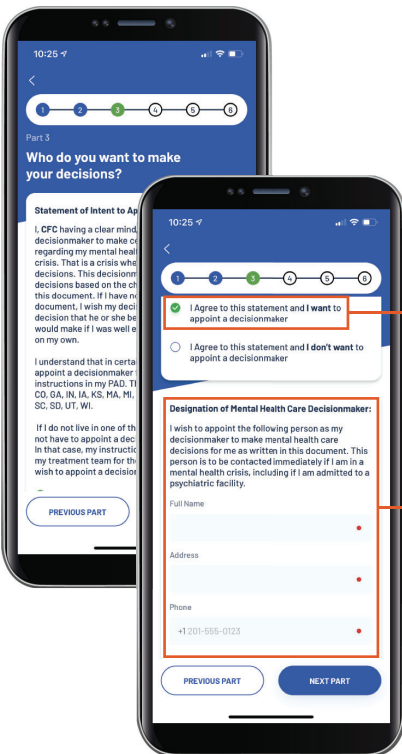 10:25
1 2 3 4 5 6
Part 3
Who do you want to make
your decisions?
Statement of Intent to Ap
I, CFC having a clear mind,
decisionmaker to make co
regarding my mental healt
crisis. That is a crisis whe
decisions. This decisionm
decisions based on the ch
this document. If I have no
document, I wish my deci
decision that he or she be
would make if I was well e
on my own.
I understand that in certa
appoint a decisionmaker
instructions in my PAD. T
CO, GA, IN, IA, KS, MA, MI,
SC, SD, UT, WI.
If I do not live in one of th
not have to appoint a deci
In that case, my instructio
my treatment team for the
wish to appoint a decision
PREVIOUS PART
10:25
1 2 3 4 5 6
I Agree to this statement and I want to
appoint a decisionmaker
I Agree to this statement and I don't want to
appoint a decisionmaker
Designation of Mental Health Care Decisionmaker:
I wish to appoint the following person as my
decisionmaker to make mental health care
decisions for me as written in this document. This
person is to be contacted immediately if I am in a
mental health crisis, including if I am admitted to a
psychiatric facility.
Full Name
Address
Phone
+1 201-555-0123
PREVIOUS PART
NEXT PART